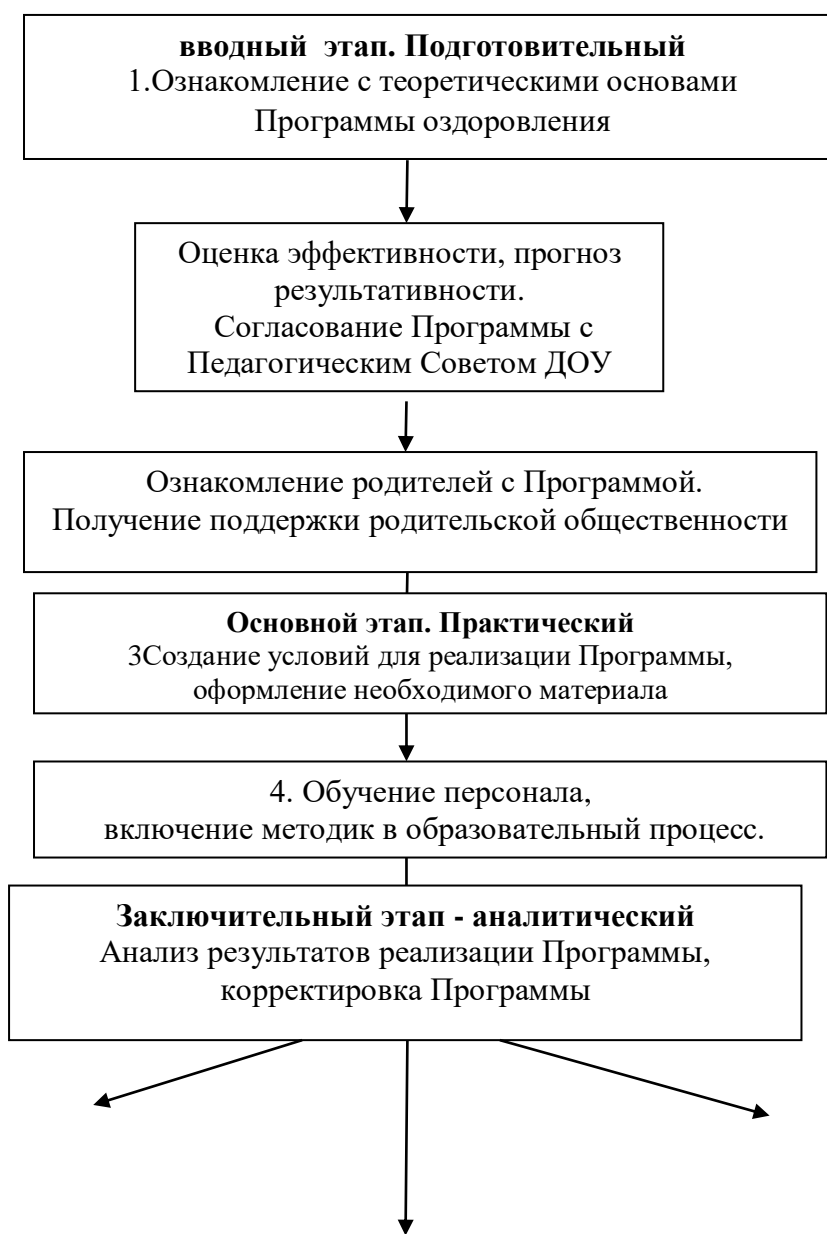 вводный этап. Подготовительный
1.Ознакомление с теоретическими основами
Программы оздоровления
Оценка эффективности, прогноз
результативности.
Согласование Программы с
Педагогическим Советом ДОУ
Ознакомление родителей с Программой.
Получение поддержки родительской общественности
Основной этап. Практический
3Создание условий для реализации Программы,
оформление необходимого материала
4. Обучение персонала,
включение методик в образовательный процесс.
Заключительный этап - аналитический
Анализ результатов реализации Программы,
корректировка Программы